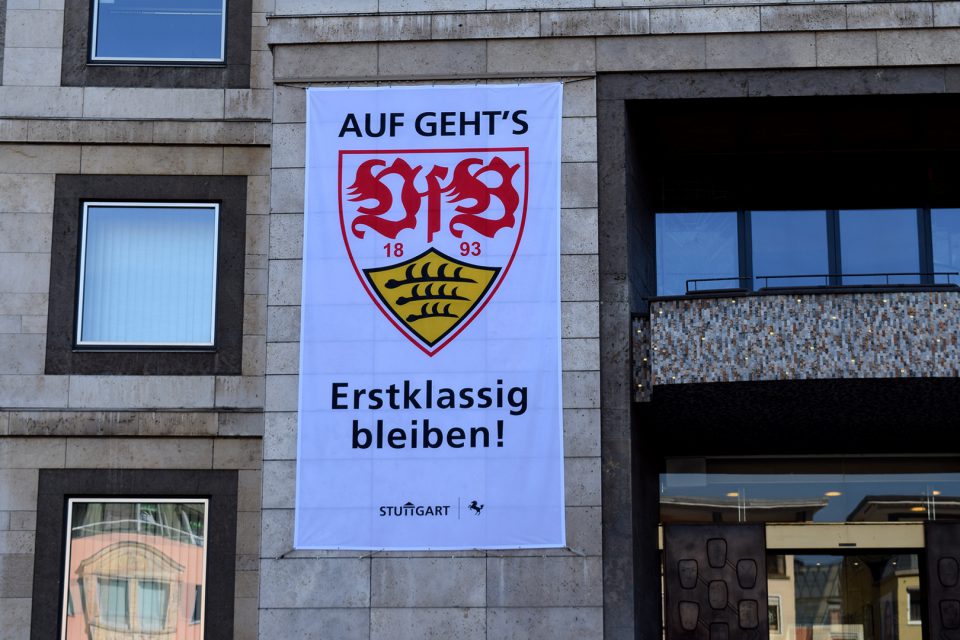 AUF GEHT'S
VfB
18 93
Erstklassig
bleiben!
STUTTGART